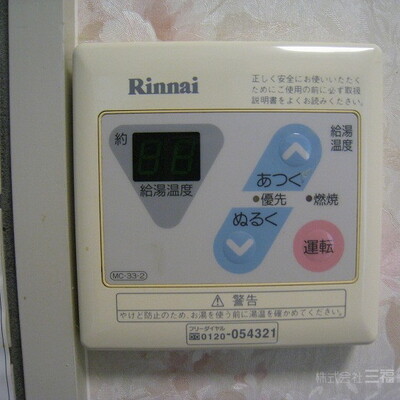 Rinnai
正しく安全にお使いいただく
ためにご使用の前に必ず取扱
説明書をよくお読みください。
約
給湯温度
給湯
温度
あつく
●優先
●燃焼
ぬるく
運転
MC-33-2
⚠警告
やけど防止のため、お湯を使う前に湯温を確かめてください。
フリーダイヤル
0120-054321
株式会社三福